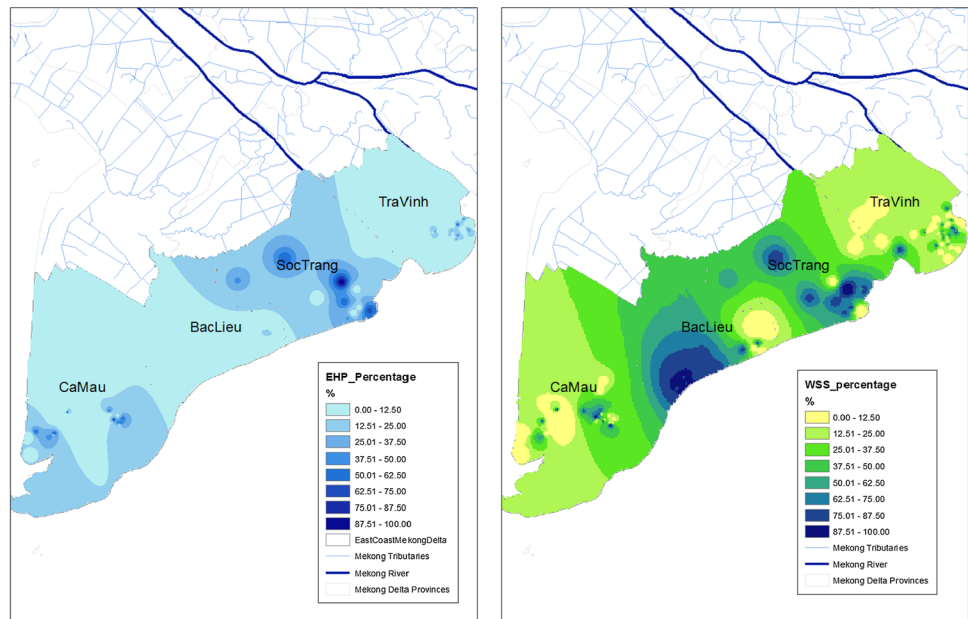 TraVinh
SocTrang
BacLieu
CaMau
EHP_Percentage
%
0.00 - 12.50
12.51 - 25.00
25.01 - 37.50
37.51 - 50.00
50.01 - 62.50
62.51 - 75.00
75.01 - 87.50
87.51 - 100.00
EastCoastMekongDelta
Mekong Tributaries
Mekong River
Mekong Delta Provinces
TraVinh
SocTrang
BacLieu
CaMau
WSS_percentage
%
0.00 - 12.50
12.51 - 25.00
25.01 - 37.50
37.51 - 50.00
50.01 - 62.50
62.51 - 75.00
75.01 - 87.50
87.51 - 100.00
Mekong Tributaries
Mekong River
Mekong Delta Provinces